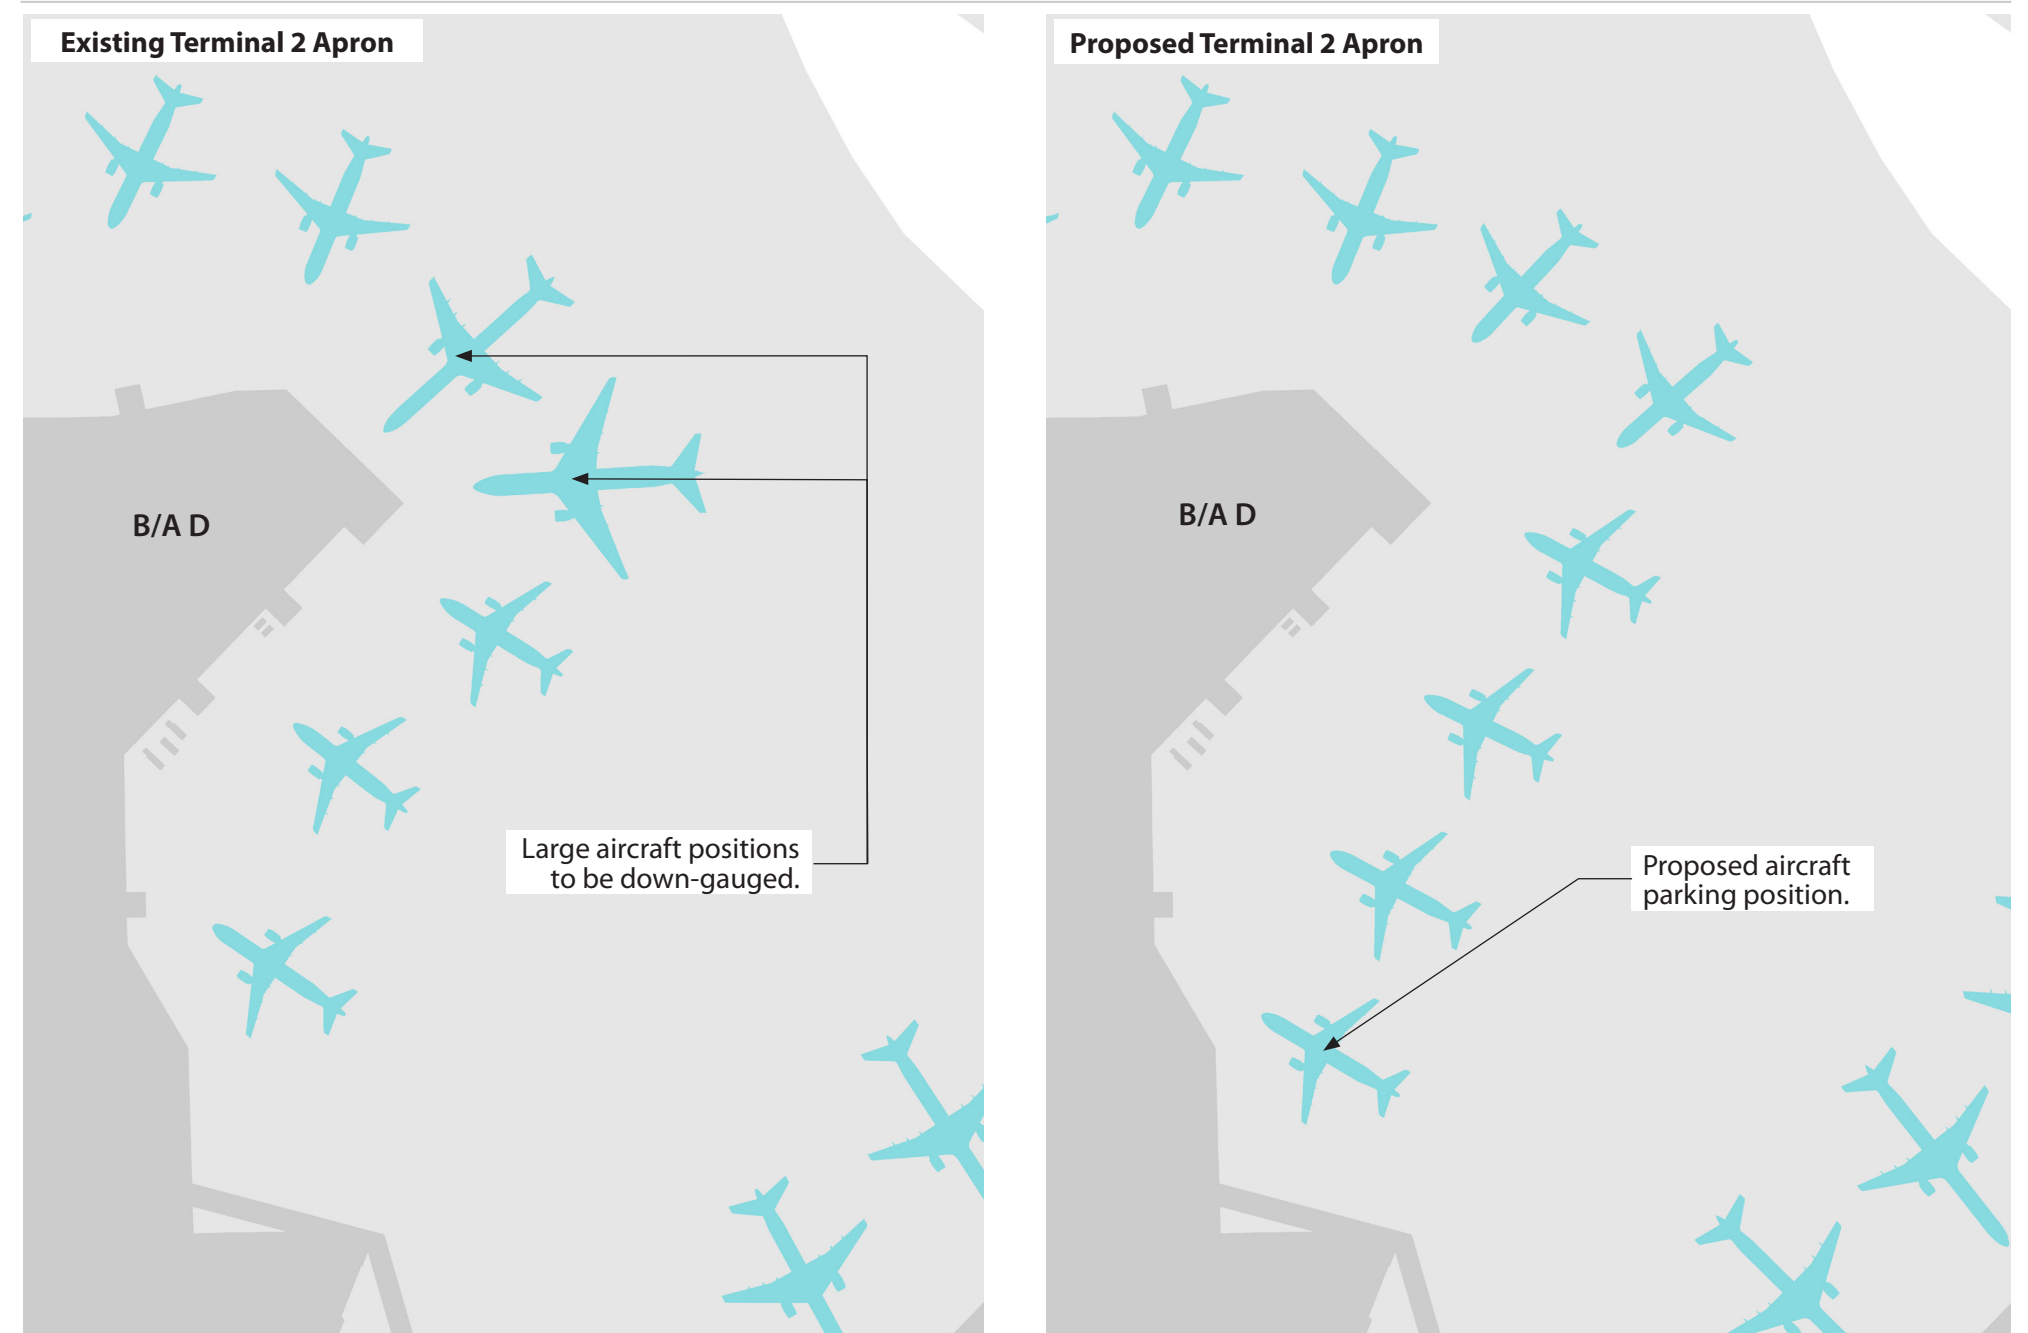 Existing Terminal 2 Apron
B/A D
Large aircraft positions
to be down-gauged.
Proposed Terminal 2 Apron
B/A D
Proposed aircraft
parking position.